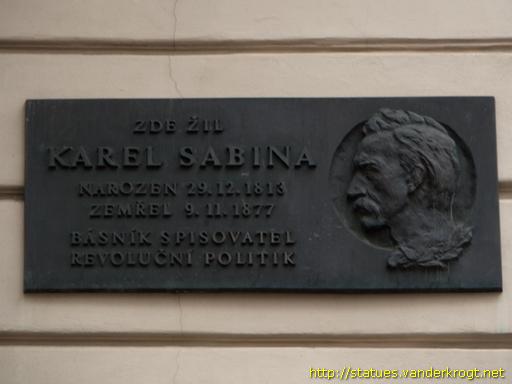 ZDE ŽIL
KAREL SABINA
NAROZEN 29.12.1813
ZEMŘEL 9.11.1877
BÁSNÍK SPISOVATEL
REVOLUČNÍ POLITIK
http://statues.vanderkrogt.net